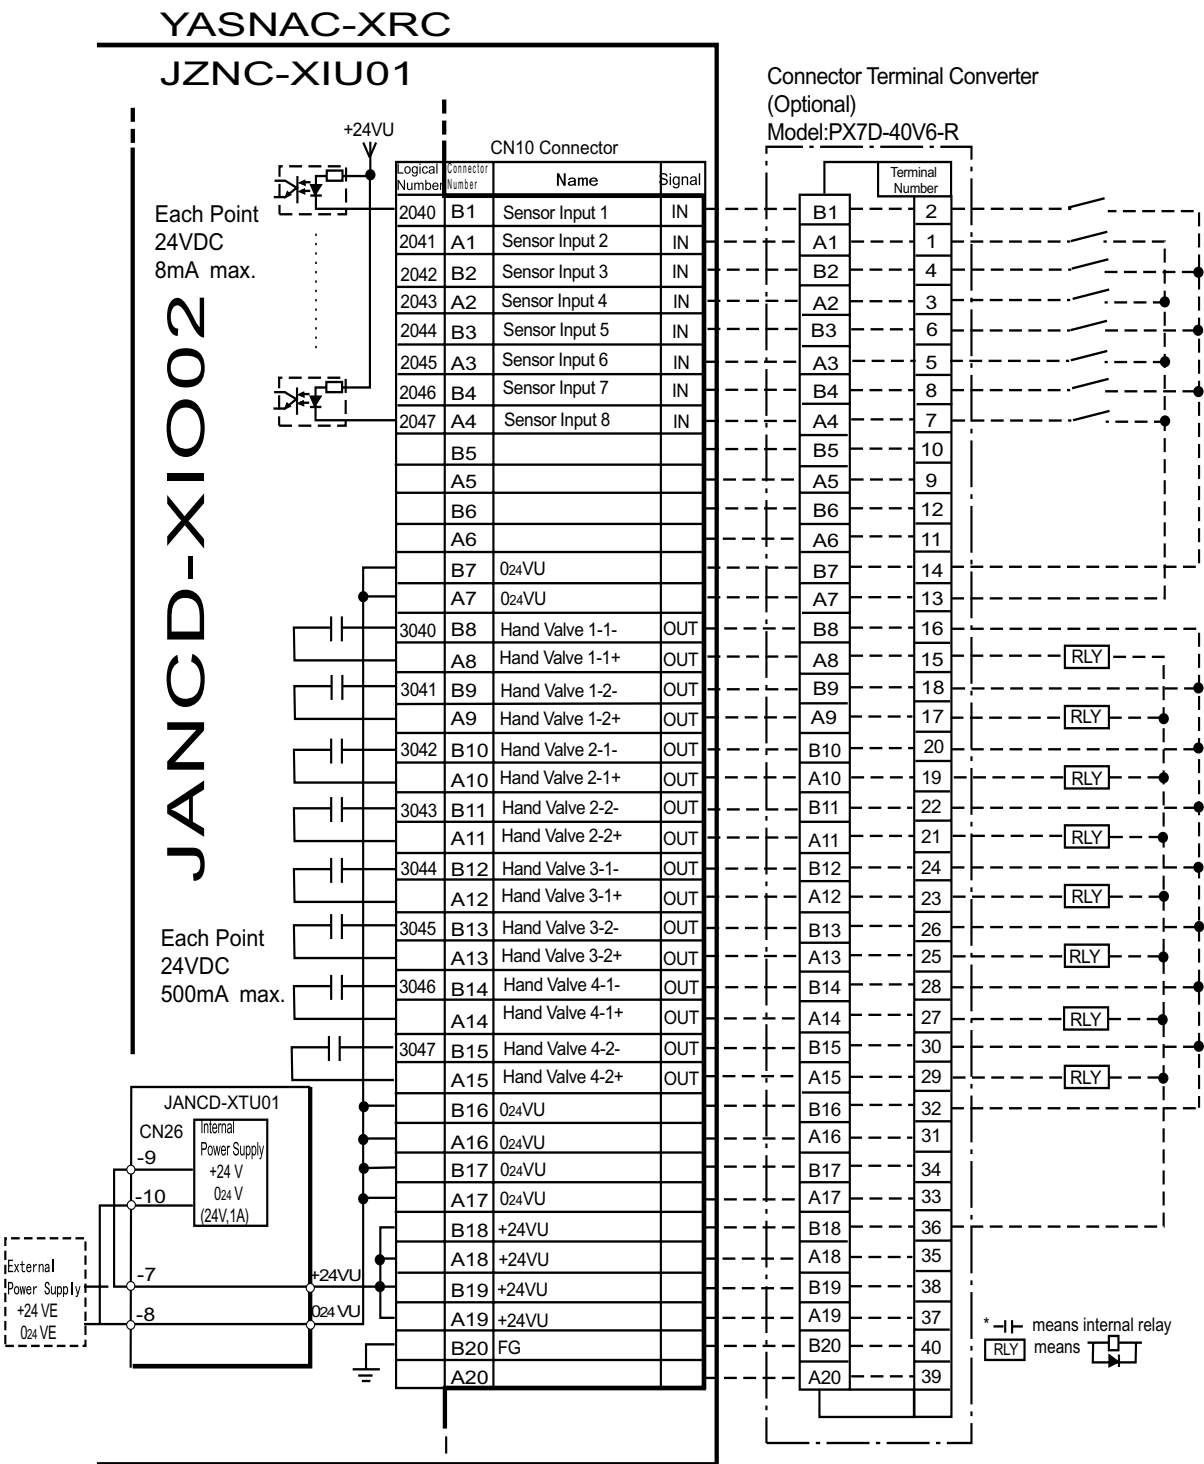 YASNAC-XRC
JZNC-XIU01
Connector Terminal Converter
(Optional)
Model:PX7D-40V6-R
+24VU
CN10 Connector
Logical Number Connector Number Name Signal Terminal Number
Each Point
24VDC
8mA max.
JANCD-XIO02
2040 B1 Sensor Input 1 IN B1 2
2041 A1 Sensor Input 2 IN A1 1
2042 B2 Sensor Input 3 IN B2 4
2043 A2 Sensor Input 4 IN A2 3
2044 B3 Sensor Input 5 IN B3 6
2045 A3 Sensor Input 6 IN A3 5
2046 B4 Sensor Input 7 IN B4 8
2047 A4 Sensor Input 8 IN A4 7
B5 B5 10
A5 A5 9
B6 B6 12
A6 A6 11
B7 024VU B7 14
A7 024VU A7 13
3040 B8 Hand Valve 1-1- OUT B8 16
A8 Hand Valve 1-1+ OUT A8 15 RLY
3041 B9 Hand Valve 1-2- OUT B9 18
A9 Hand Valve 1-2+ OUT A9 17 RLY
3042 B10 Hand Valve 2-1- OUT B10 20
A10 Hand Valve 2-1+ OUT A10 19 RLY
3043 B11 Hand Valve 2-2- OUT B11 22
A11 Hand Valve 2-2+ OUT A11 21 RLY
3044 B12 Hand Valve 3-1- OUT B12 24
A12 Hand Valve 3-1+ OUT A12 23 RLY
3045 B13 Hand Valve 3-2- OUT B13 26
A13 Hand Valve 3-2+ OUT A13 25 RLY
3046 B14 Hand Valve 4-1- OUT B14 28
A14 Hand Valve 4-1+ OUT A14 27 RLY
3047 B15 Hand Valve 4-2- OUT B15 30
A15 Hand Valve 4-2+ OUT A15 29 RLY
B16 024VU B16 32
A16 024VU A16 31
B17 024VU B17 34
A17 024VU A17 33
B18 +24VU B18 36
A18 +24VU A18 35
B19 +24VU B19 38
A19 +24VU A19 37
B20 FG B20 40
A20 A20 39
Each Point
24VDC
500mA max.
JANCD-XTU01
CN26
Internal
Power Supply
+24 V
024 V
(24V,1A)
-9
-10
-7
-8
+24VU
024 VU
External
Power Supply
+24 VE
024 VE
* means internal relay
RLY means